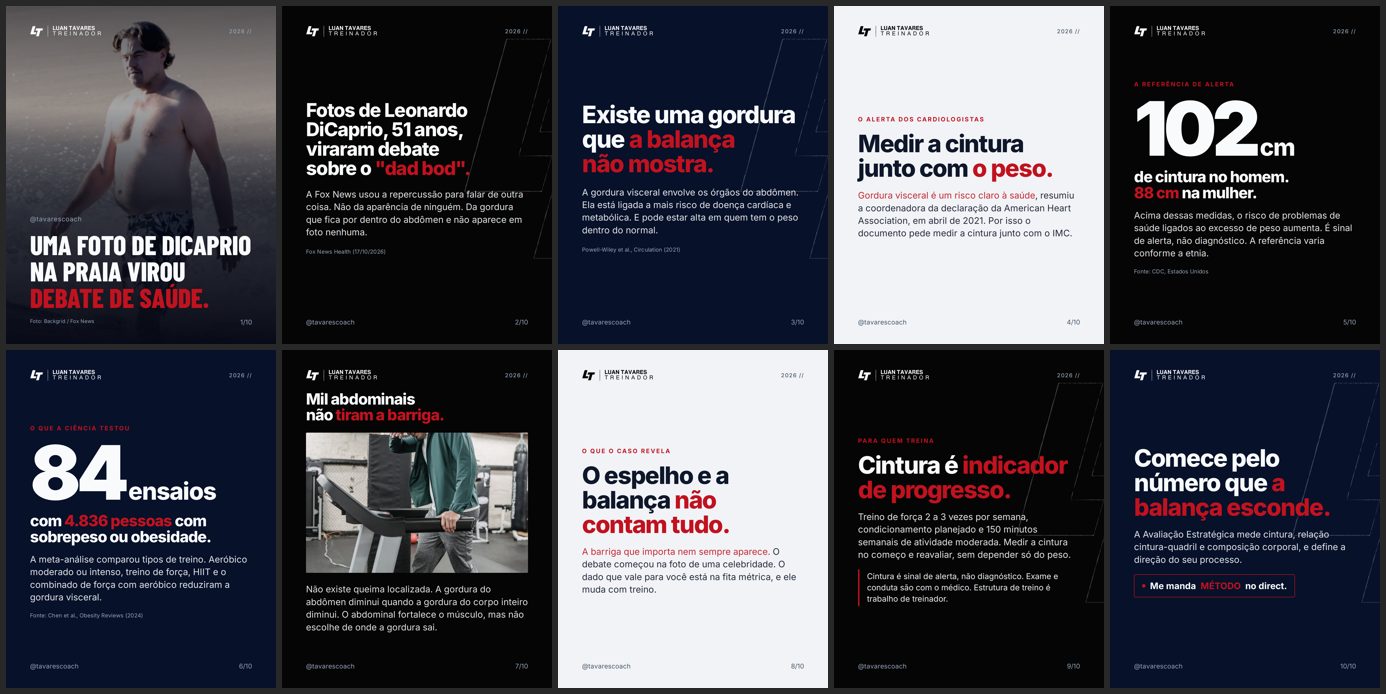 LT LUAN TAVARES
TREINADOR
2026 //
@tavarescoach
UMA FOTO DE DICAPRIO
NA PRAIA VIROU
DEBATE DE SAÚDE.
Foto: Backgrid / Fox News
1/10
LT LUAN TAVARES
TREINADOR
2026 //
Fotos de Leonardo
DiCaprio, 51 anos,
viraram debate
sobre o "dad bod".
A Fox News usou a repercussão para falar de outra
coisa. Não da aparência de ninguém. Da gordura
que fica por dentro do abdômen e não aparece em
foto nenhuma.
Fox News Health (17/10/2026)
@tavarescoach
2/10
LT LUAN TAVARES
TREINADOR
2026 //
Existe uma gordura
que a balança
não mostra.
A gordura visceral envolve os órgãos do abdômen.
Ela está ligada a mais risco de doença cardíaca e
metabólica. E pode estar alta em quem tem o peso
dentro do normal.
Powell-Wiley et al., Circulation (2021)
@tavarescoach
3/10
LT LUAN TAVARES
TREINADOR
2026 //
O ALERTA DOS CARDIOLOGISTAS
Medir a cintura
junto com o peso.
Gordura visceral é um risco claro à saúde, resumiu
a coordenadora da declaração da American Heart
Association, em abril de 2021. Por isso o
documento pede medir a cintura junto com o IMC.
@tavarescoach
4/10
LT LUAN TAVARES
TREINADOR
2026 //
A REFERÊNCIA DE ALERTA
102 cm
de cintura no homem.
88 cm na mulher.
Acima dessas medidas, o risco de problemas de
saúde ligados ao excesso de peso aumenta. É sinal
de alerta, não diagnóstico. A referência varia
conforme a etnia.
Fonte: CDC, Estados Unidos
@tavarescoach
5/10
LT LUAN TAVARES
TREINADOR
2026 //
O QUE A CIÊNCIA TESTOU
84 ensaios
com 4.836 pessoas com
sobrepeso ou obesidade.
A meta-análise comparou tipos de treino. Aeróbico
moderado ou intenso, treino de força, HIIT e o
combinado de força com aeróbico reduziram a
gordura visceral.
Fonte: Chen et al., Obesity Reviews (2024)
@tavarescoach
6/10
LT LUAN TAVARES
TREINADOR
2026 //
Mil abdominais
não tiram a barriga.
Não existe queima localizada. A gordura do
abdômen diminui quando a gordura do corpo inteiro
diminui. O abdominal fortalece o músculo, mas não
escolhe de onde a gordura sai.
@tavarescoach
7/10
LT LUAN TAVARES
TREINADOR
2026 //
O QUE O CASO REVELA
O espelho e a
balança não
contam tudo.
A barriga que importa nem sempre aparece. O
debate começou na foto de uma celebridade. O
dado que vale para você está na fita métrica, e ele
muda com treino.
@tavarescoach
8/10
LT LUAN TAVARES
TREINADOR
2026 //
PARA QUEM TREINA
Cintura é indicador
de progresso.
Treino de força 2 a 3 vezes por semana,
condicionamento planejado e 150 minutos
semanais de atividade moderada. Medir a cintura
no começo e reavaliar, sem depender só do peso.
Cintura é sinal de alerta, não diagnóstico. Exame e
conduta são com o médico. Estrutura de treino é
trabalho de treinador.
@tavarescoach
9/10
LT LUAN TAVARES
TREINADOR
2026 //
Comece pelo
número que a
balança esconde.
A Avaliação Estratégica mede cintura, relação
cintura-quadril e composição corporal, e define a
direção do seu processo.
Me manda MÉTODO no direct.
@tavarescoach
10/10